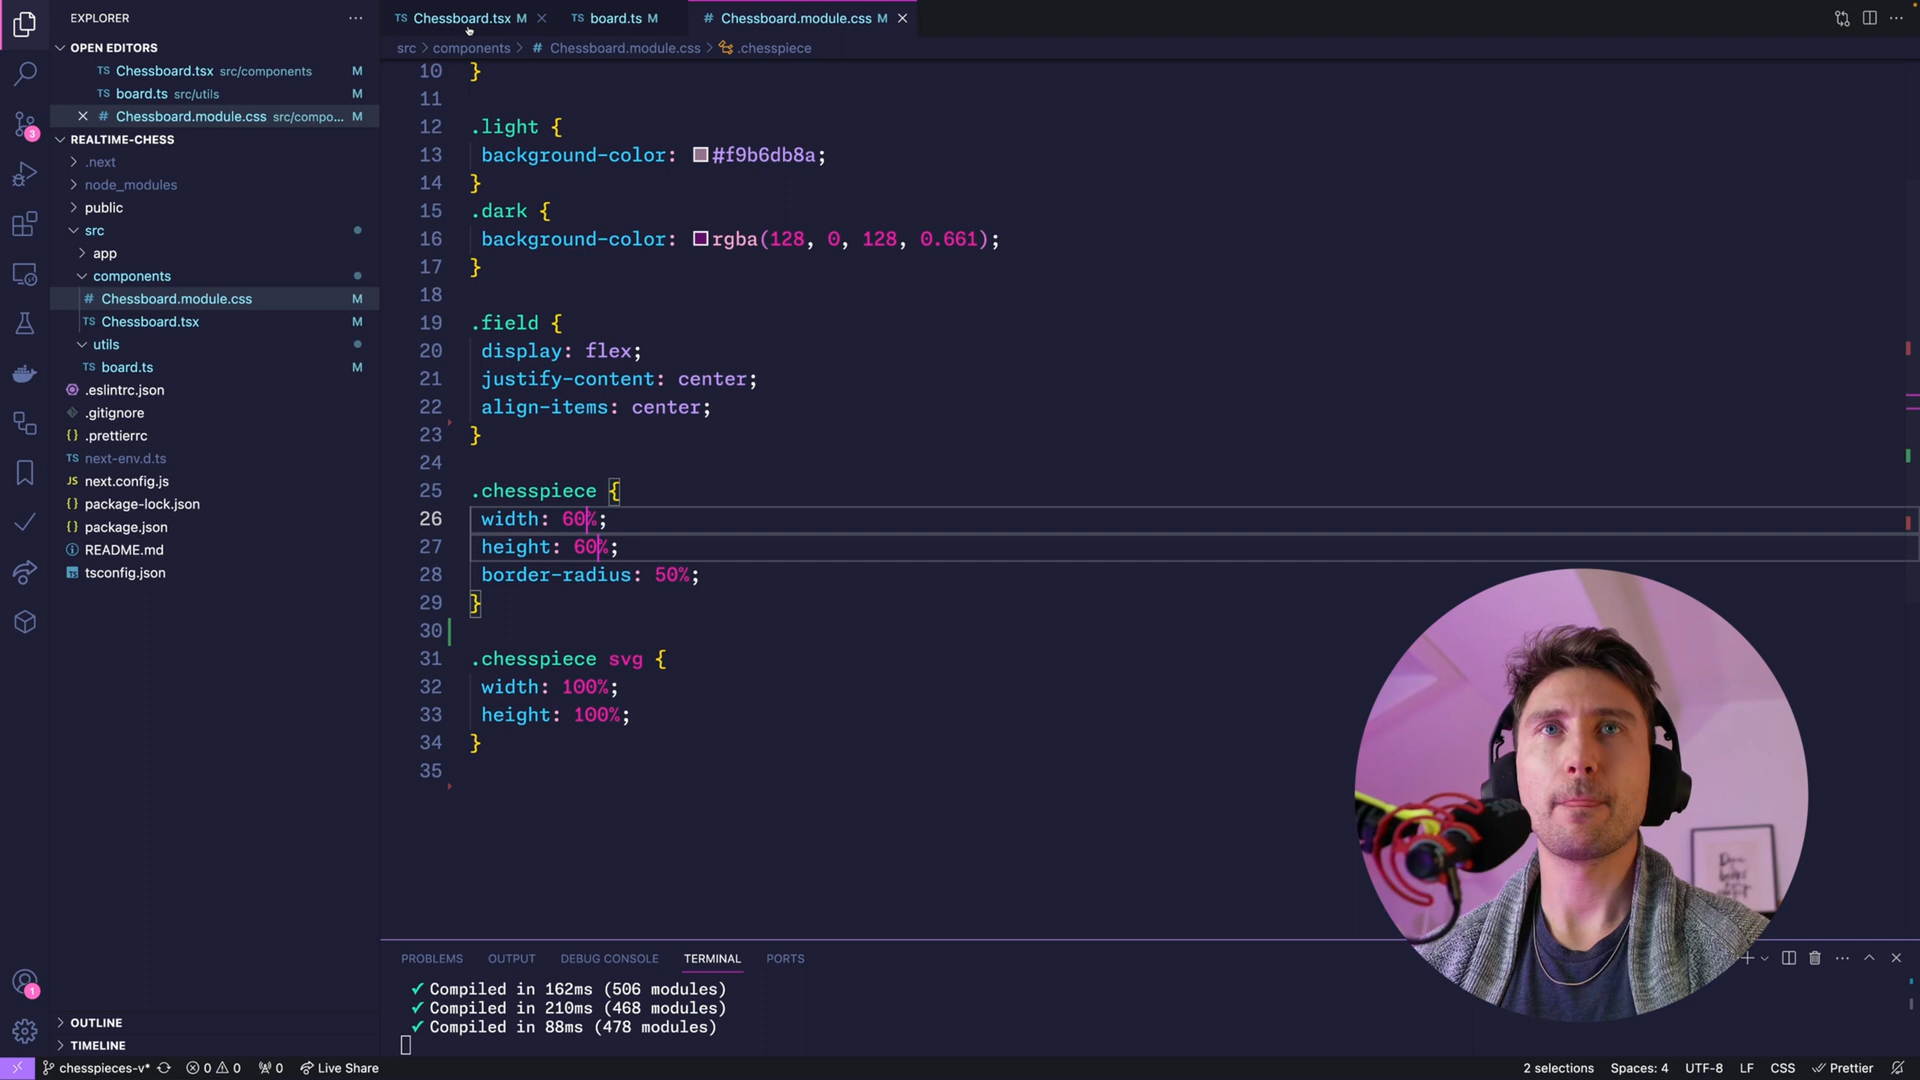 EXPLORER
OPEN EDITORS
TS Chessboard.tsx src/components M
TS board.ts src/utils M
# Chessboard.module.css src/compo... M
REALTIME-CHESS
.next
node_modules
public
src
app
components
# Chessboard.module.css M
TS Chessboard.tsx M
utils
TS board.ts M
.eslintrc.json
.gitignore
{} .prettierrc
TS next-env.d.ts
JS next.config.js
{} package-lock.json
{} package.json
README.md
tsconfig.json
OUTLINE
TIMELINE
3
1
TS Chessboard.tsx M
TS board.ts M
# Chessboard.module.css M
src > components > # Chessboard.module.css > .chesspiece
10 }
11
12 .light {
13 background-color: #f9b6db8a;
14 }
15 .dark {
16 background-color: rgba(128, 0, 128, 0.661);
17 }
18
19 .field {
20 display: flex;
21 justify-content: center;
22 align-items: center;
23 }
24
25 .chesspiece {
26 width: 60%;
27 height: 60%;
28 border-radius: 50%;
29 }
30
31 .chesspiece svg {
32 width: 100%;
33 height: 100%;
34 }
35
PROBLEMS OUTPUT DEBUG CONSOLE TERMINAL PORTS
✓ Compiled in 162ms (506 modules)
✓ Compiled in 210ms (468 modules)
✓ Compiled in 88ms (478 modules)
chesspieces-v* 0 0 0 Live Share
2 selections Spaces: 4 UTF-8 LF CSS Prettier